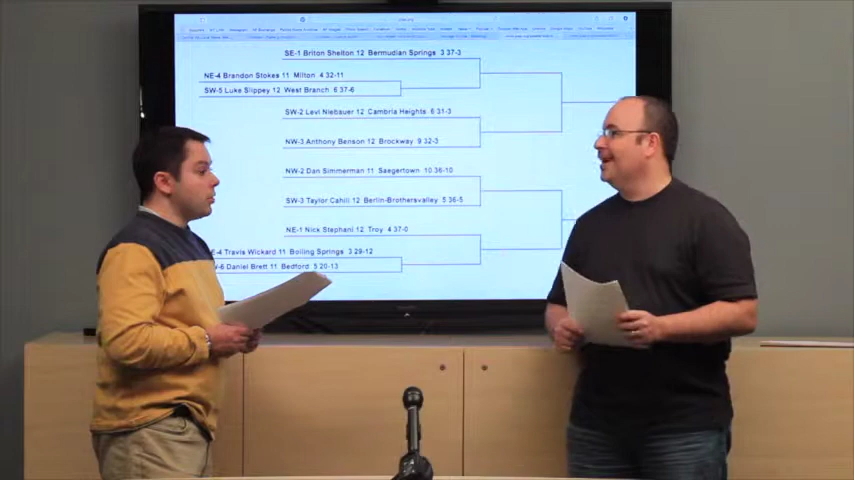 SE-1 Briton Shelton 12 Bermudian Springs 3 37-3
NE-4 Brandon Stokes 11 Milton 4 32-11
SW-5 Luke Slippey 12 West Branch 6 37-6
SW-2 Levi Niebauer 12 Cambria Heights 6 31-3
NW-3 Anthony Benson 12 Brockway 9 32-3
NW-2 Dan Simmerman 11 Saegertown 10 36-10
SW-3 Taylor Cahill 12 Berlin-Brothersvalley 5 36-5
NE-1 Nick Stephani 12 Troy 4 37-0
E-4 Travis Wickard 11 Boiling Springs 3 29-12
W-6 Daniel Brett 11 Bedford 5 20-13